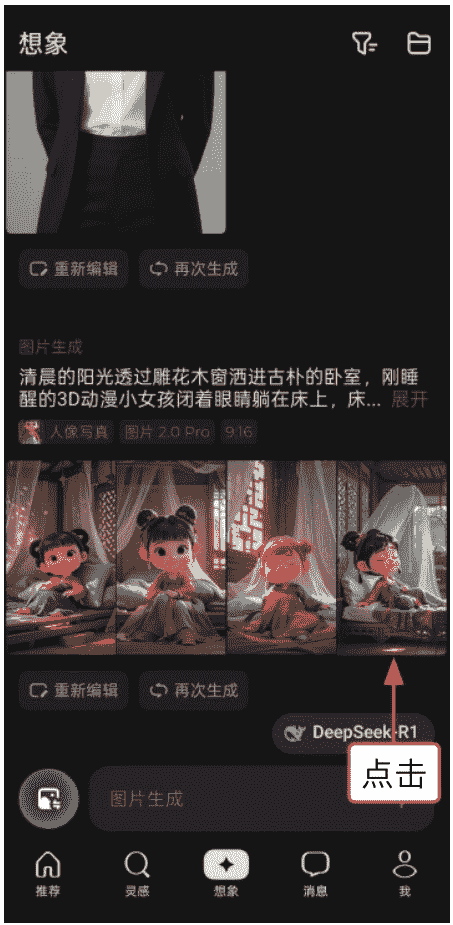 想象
重新编辑
再次生成
图片生成
清晨的阳光透过雕花木窗洒进古朴的卧室，刚睡
醒的3D动漫小女孩闭着眼睛躺在床上，床... 展开
人像写真
图片 2.0 Pro
9:16
重新编辑
再次生成
DeepSeek-R1
点击
图片生成
推荐
灵感
想象
消息
我